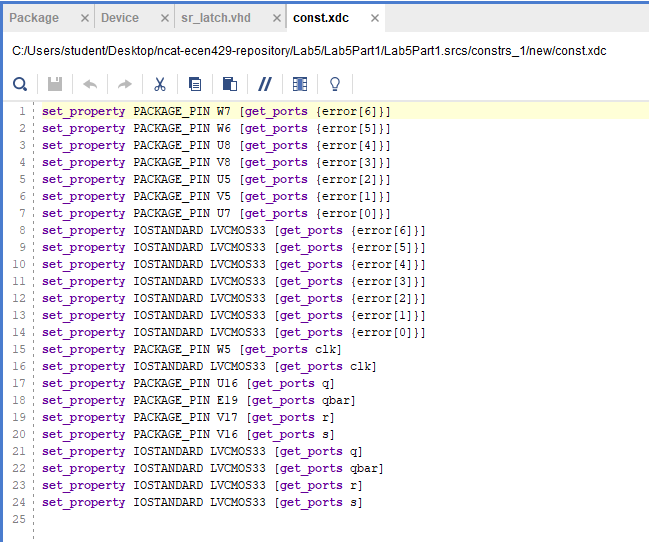 Package Device sr_latch.vhd const.xdc
C:/Users/student/Desktop/ncat-ecen429-repository/Lab5/Lab5Part1/Lab5Part1.srcs/constrs_1/new/const.xdc
1 set_property PACKAGE_PIN W7 [get_ports {error[6]}]
2 set_property PACKAGE_PIN W6 [get_ports {error[5]}]
3 set_property PACKAGE_PIN U8 [get_ports {error[4]}]
4 set_property PACKAGE_PIN V8 [get_ports {error[3]}]
5 set_property PACKAGE_PIN U5 [get_ports {error[2]}]
6 set_property PACKAGE_PIN V5 [get_ports {error[1]}]
7 set_property PACKAGE_PIN U7 [get_ports {error[0]}]
8 set_property IOSTANDARD LVCMOS33 [get_ports {error[6]}]
9 set_property IOSTANDARD LVCMOS33 [get_ports {error[5]}]
10 set_property IOSTANDARD LVCMOS33 [get_ports {error[4]}]
11 set_property IOSTANDARD LVCMOS33 [get_ports {error[3]}]
12 set_property IOSTANDARD LVCMOS33 [get_ports {error[2]}]
13 set_property IOSTANDARD LVCMOS33 [get_ports {error[1]}]
14 set_property IOSTANDARD LVCMOS33 [get_ports {error[0]}]
15 set_property PACKAGE_PIN W5 [get_ports clk]
16 set_property IOSTANDARD LVCMOS33 [get_ports clk]
17 set_property PACKAGE_PIN U16 [get_ports q]
18 set_property PACKAGE_PIN E19 [get_ports qbar]
19 set_property PACKAGE_PIN V17 [get_ports r]
20 set_property PACKAGE_PIN V16 [get_ports s]
21 set_property IOSTANDARD LVCMOS33 [get_ports q]
22 set_property IOSTANDARD LVCMOS33 [get_ports qbar]
23 set_property IOSTANDARD LVCMOS33 [get_ports r]
24 set_property IOSTANDARD LVCMOS33 [get_ports s]
25